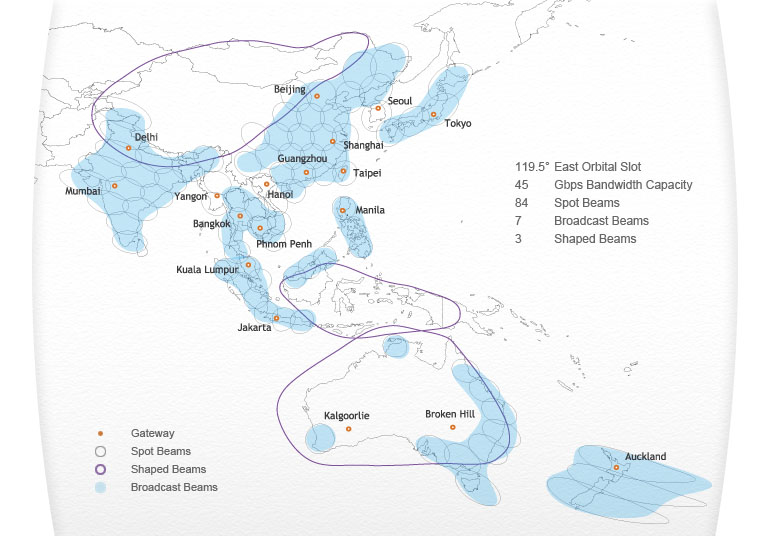 Beijing
Seoul
Tokyo
Delhi
Shanghai
Guangzhou
Taipei
119.5° East Orbital Slot
45 Gbps Bandwidth Capacity
84 Spot Beams
7 Broadcast Beams
3 Shaped Beams
Mumbai
Yangon
Hanoi
Manila
Bangkok
Phnom Penh
Kuala Lumpur
Jakarta
Kalgoorlie
Broken Hill
Auckland
Gateway
Spot Beams
Shaped Beams
Broadcast Beams